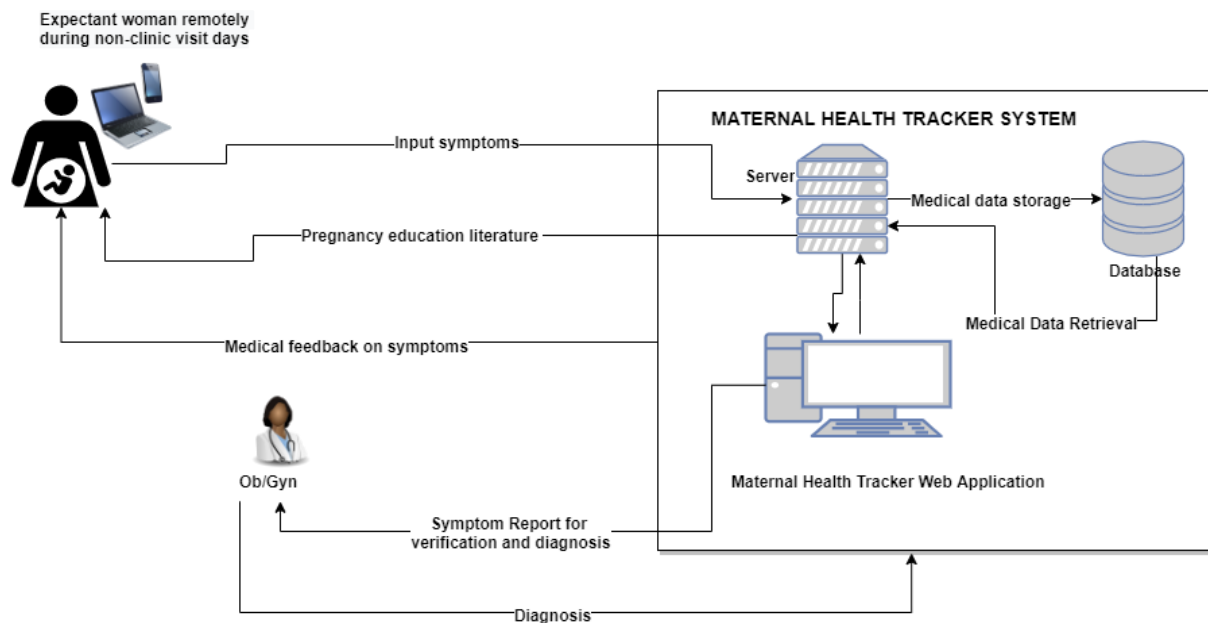 Expectant woman remotely
during non-clinic visit days
MATERNAL HEALTH TRACKER SYSTEM
Input symptoms
Server
Medical data storage
Pregnancy education literature
Database
Medical Data Retrieval
Medical feedback on symptoms
Ob/Gyn
Maternal Health Tracker Web Application
Symptom Report for
verification and diagnosis
Diagnosis